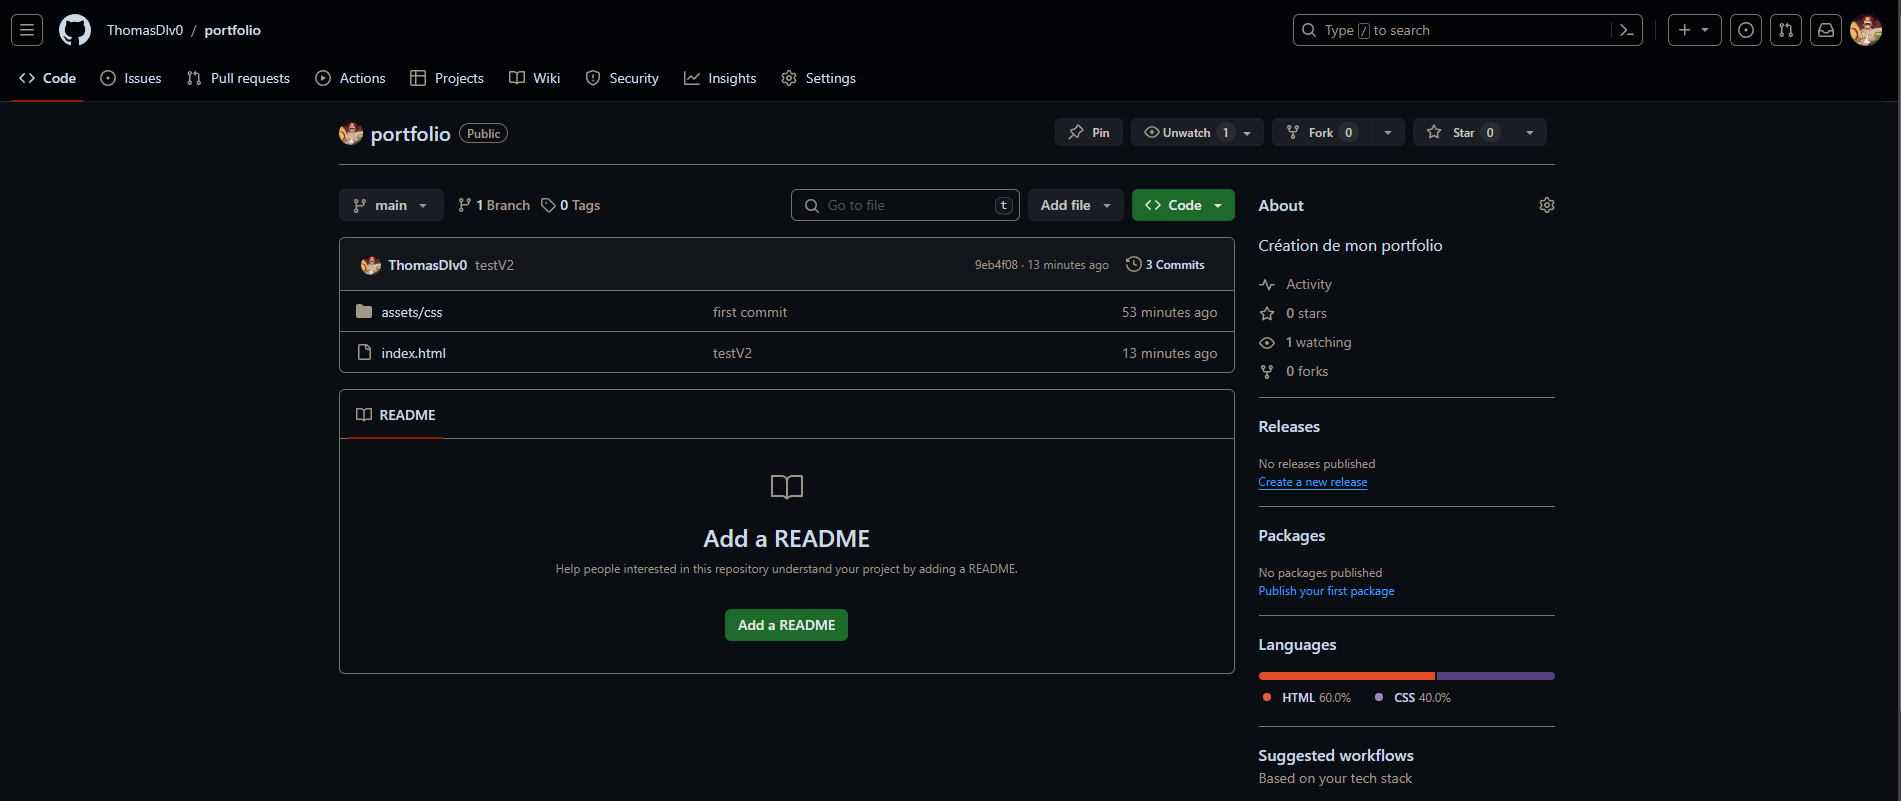 ThomasDlv0 / portfolio
Type / to search
Code Issues Pull requests Actions Projects Wiki Security Insights Settings
portfolio Public
Pin Unwatch 1 Fork 0 Star 0
main 1 Branch 0 Tags Go to file t Add file Code
ThomasDlv0 testV2 9eb4f08 · 13 minutes ago 3 Commits
assets/css first commit 53 minutes ago
index.html testV2 13 minutes ago
README
Add a README
Help people interested in this repository understand your project by adding a README.
Add a README
About
Création de mon portfolio
Activity
0 stars
1 watching
0 forks
Releases
No releases published
Create a new release
Packages
No packages published
Publish your first package
Languages
HTML 60.0% CSS 40.0%
Suggested workflows
Based on your tech stack